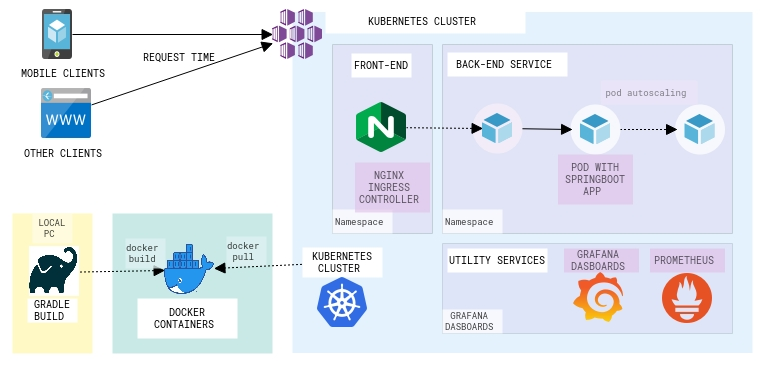 KUBERNETES CLUSTER
MOBILE CLIENTS
REQUEST TIME
WWW
OTHER CLIENTS
FRONT-END
BACK-END SERVICE
pod autoscaling
N
NGINX
INGRESS
CONTROLLER
POD WITH
SPRINGBOOT
APP
Namespace
Namespace
LOCAL
PC
GRADLE
BUILD
docker
build
docker
pull
DOCKER
CONTAINERS
KUBERNETES
CLUSTER
UTILITY SERVICES
GRAFANA
DASBOARDS
PROMETHEUS
GRAFANA
DASBOARDS